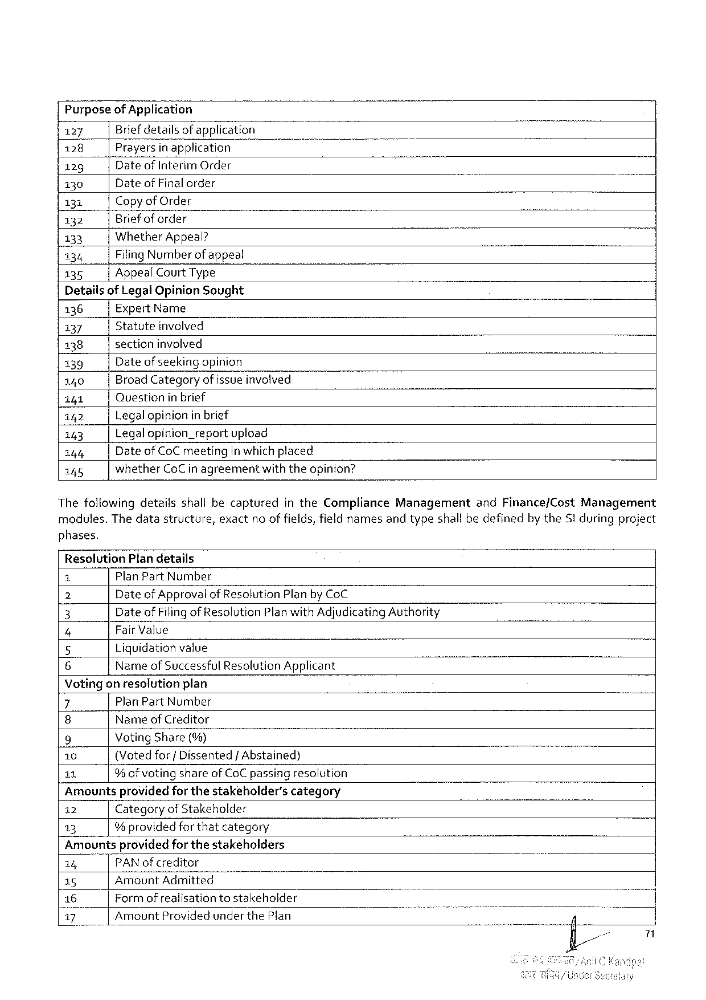 Purpose of Application
127 Brief details of application
128 Prayers in application
129 Date of Interim Order
130 Date of Final order
131 Copy of Order
132 Brief of order
133 Whether Appeal?
134 Filing Number of appeal
135 Appeal Court Type
Details of Legal Opinion Sought
136 Expert Name
137 Statute involved
138 section involved
139 Date of seeking opinion
140 Broad Category of issue involved
141 Question in brief
142 Legal opinion in brief
143 Legal opinion_report upload
144 Date of CoC meeting in which placed
145 whether CoC in agreement with the opinion?
The following details shall be captured in the Compliance Management and Finance/Cost Management
modules. The data structure, exact no of fields, field names and type shall be defined by the SI during project
phases.
Resolution Plan details
1 Plan Part Number
2 Date of Approval of Resolution Plan by CoC
3 Date of Filing of Resolution Plan with Adjudicating Authority
4 Fair Value
5 Liquidation value
6 Name of Successful Resolution Applicant
Voting on resolution plan
7 Plan Part Number
8 Name of Creditor
9 Voting Share (%)
10 (Voted for / Dissented / Abstained)
11 % of voting share of CoC passing resolution
Amounts provided for the stakeholder's category
12 Category of Stakeholder
13 % provided for that category
Amounts provided for the stakeholders
14 PAN of creditor
15 Amount Admitted
16 Form of realisation to stakeholder
17 Amount Provided under the Plan
71
/Anil C Kandpal
सचिव/Under Secretary